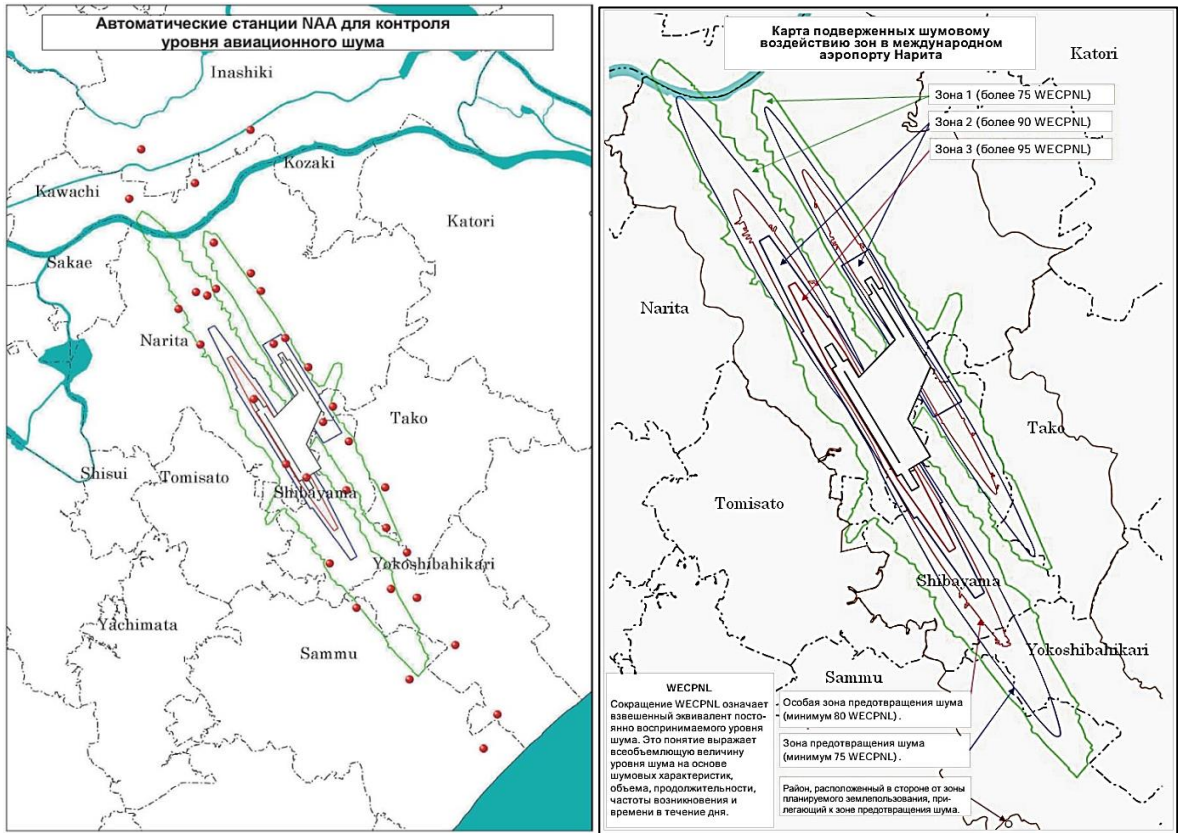 Автоматические станции NAA для контроля
уровня авиационного шума
Inashiki
Kozaki
Kawachi
Katori
Sakae
Narita
Tako
Shisui
Tomisato
Shibayama
Yokoshibahikari
Yachimata
Sammu
Карта подверженных шумовому
воздействию зон в международном
аэропорту Нарита
Katori
Зона 1 (более 75 WECPNL)
Зона 2 (более 90 WECPNL)
Зона 3 (более 95 WECPNL)
Narita
Tako
Tomisato
Shibayama
Yokoshibahikari
Sammu
WECPNL
Сокращение WECPNL означает
взвешенный эквивалент посто-
янно воспринимаемого уровня
шума. Это понятие выражает
всеобъемлющую величину
уровня шума на основе
шумовых характеристик,
объема, продолжительности,
частоты возникновения и
времени в течение дня.
Особая зона предотвращения шума
(минимум 80 WECPNL) .
Зона предотвращения шума
(минимум 75 WECPNL) .
Район, расположенный в стороне от зоны
планируемого землепользования, при-
легающий к зоне предотвращения шума.